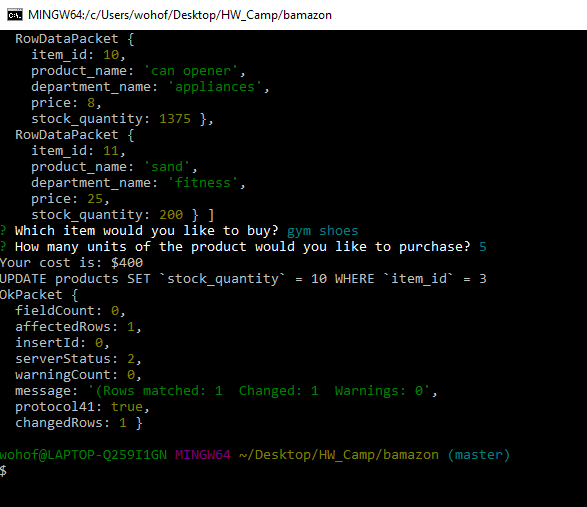 MINGW64:/c/Users/wohof/Desktop/HW_Camp/bamazon
RowDataPacket {
item_id: 10,
product_name: 'can opener',
department_name: 'appliances',
price: 8,
stock_quantity: 1375 },
RowDataPacket {
item_id: 11,
product_name: 'sand',
department_name: 'fitness',
price: 25,
stock_quantity: 200 } ]
? Which item would you like to buy? gym shoes
? How many units of the product would you like to purchase? 5
Your cost is: $400
UPDATE products SET `stock_quantity` = 10 WHERE `item_id` = 3
OkPacket {
fieldCount: 0,
affectedRows: 1,
insertId: 0,
serverStatus: 2,
warningCount: 0,
message: '(Rows matched: 1  Changed: 1  Warnings: 0',
protocol41: true,
changedRows: 1 }
wohof@LAPTOP-Q259I1GN MINGW64 ~/Desktop/HW_Camp/bamazon (master)
$